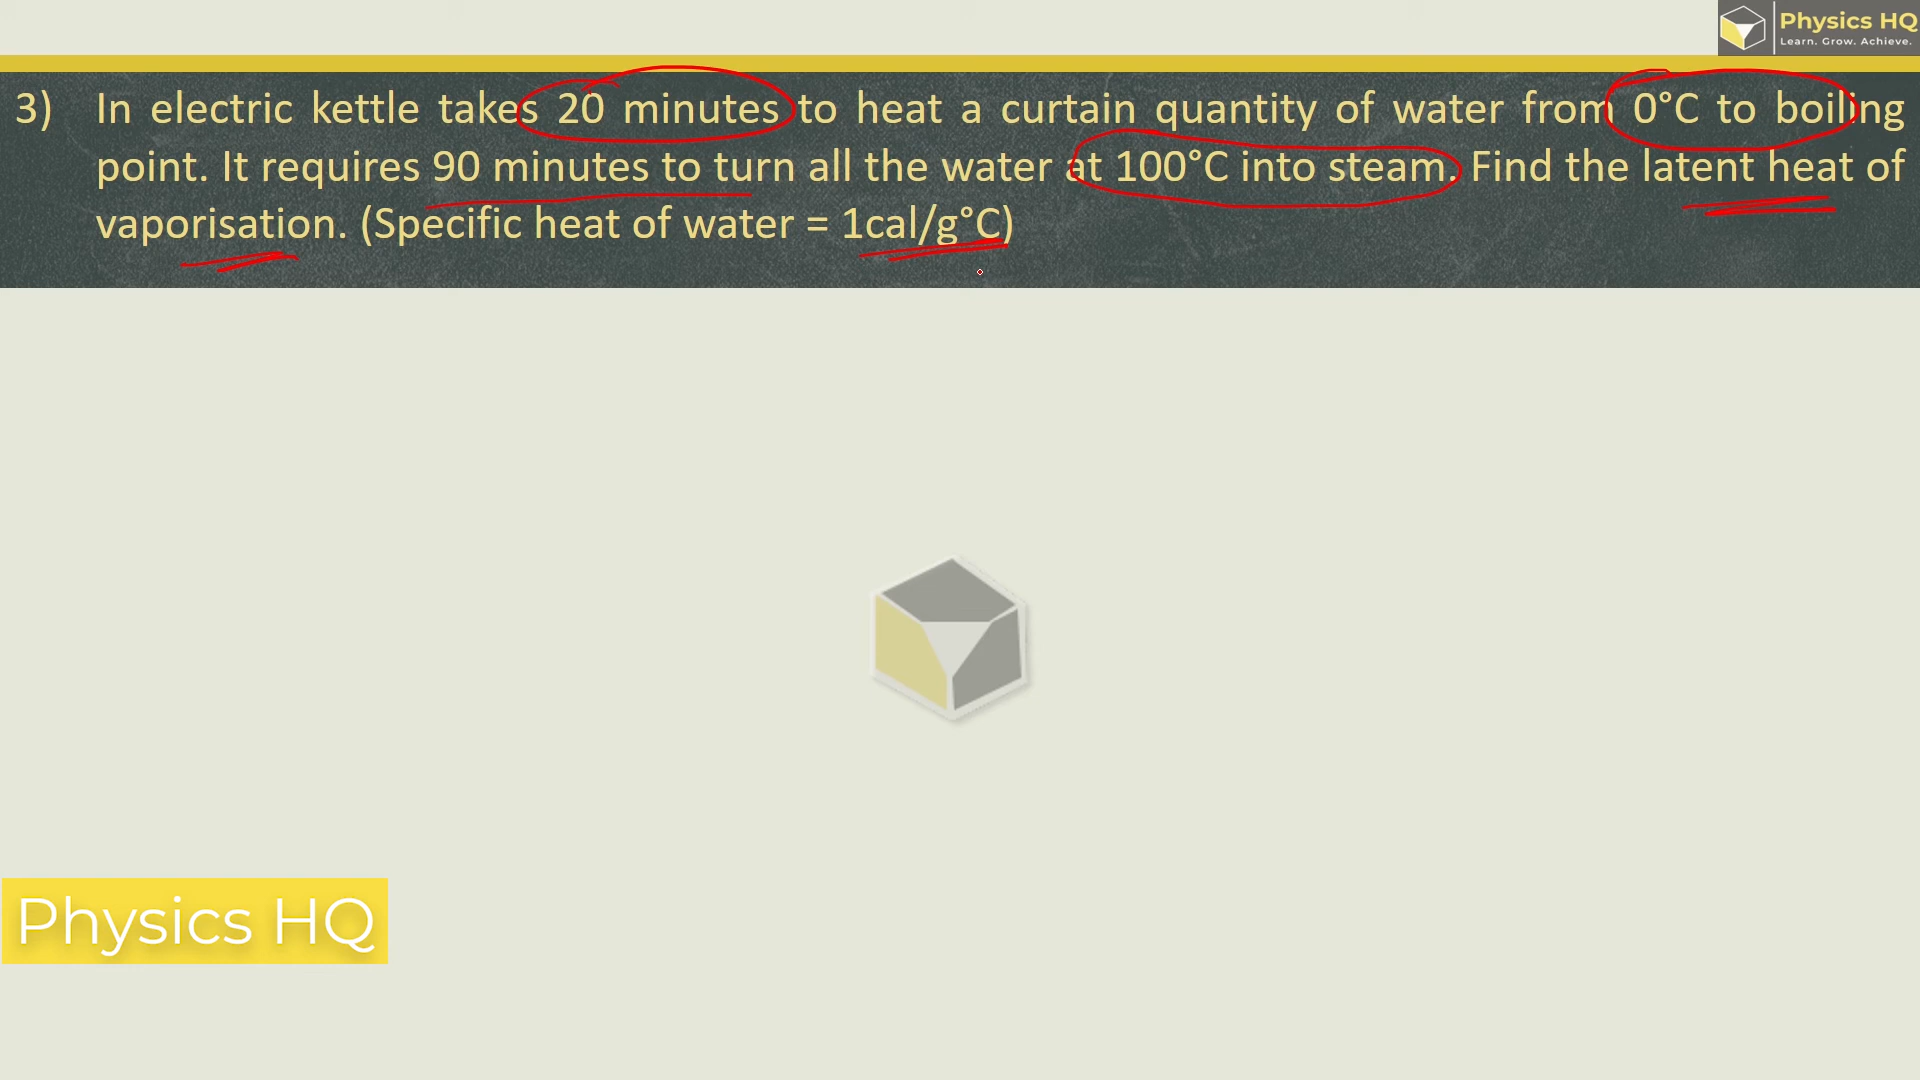 Physics HQ
Learn. Grow. Achieve.
3) In electric kettle takes 20 minutes to heat a curtain quantity of water from 0°C to boiling
point. It requires 90 minutes to turn all the water at 100°C into steam. Find the latent heat of
vaporisation. (Specific heat of water = 1cal/g°C)
Physics HQ